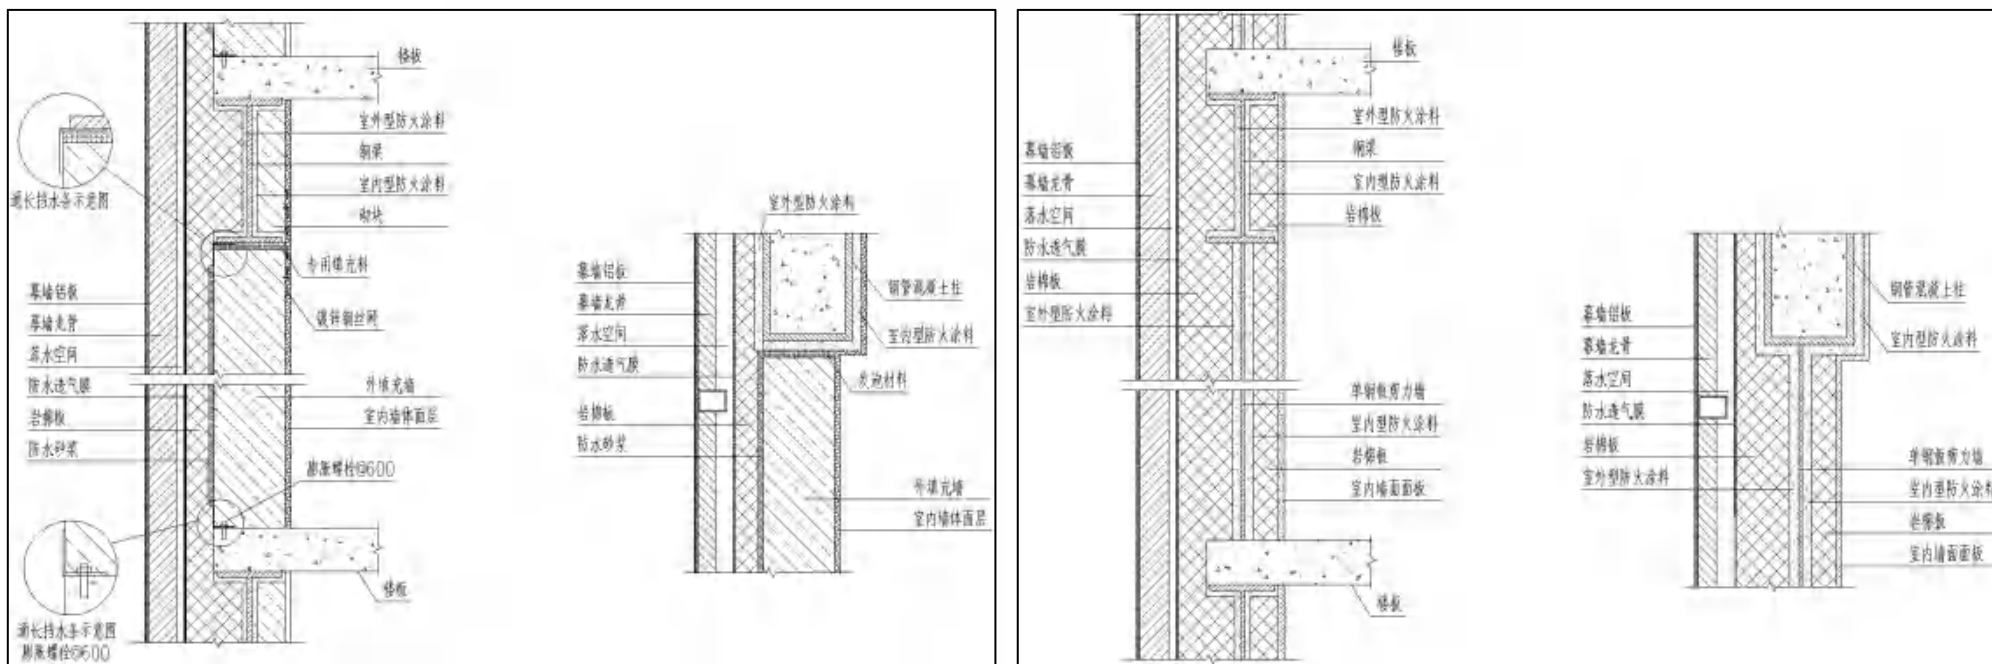 楼板
室外型防火涂料
钢梁
室内型防火涂料
砌块
通长挡水条示意图
专用填充料
镀锌钢丝网
幕墙铝板
幕墙龙骨
落水空间
防水透气膜
岩棉板
防水砂浆
外填充墙
室内墙体面层
膨胀螺栓@600
楼板
通长挡水条示意图
膨胀螺栓@600
室外型防火涂料
幕墙铝板
幕墙龙骨
落水空间
防水透气膜
岩棉板
防水砂浆
钢管混凝土柱
室内型防火涂料
发泡材料
外填充墙
室内墙体面层
楼板
室外型防火涂料
钢梁
室内型防火涂料
岩棉板
幕墙铝板
幕墙龙骨
落水空间
防水透气膜
岩棉板
室外型防火涂料
单钢板剪力墙
室内型防火涂料
岩棉板
室内墙面面板
楼板
幕墙铝板
幕墙龙骨
落水空间
防水透气膜
岩棉板
室外型防火涂料
钢管混凝土柱
室内型防火涂料
单钢板剪力墙
室内型防火涂料
岩棉板
室内墙面面板